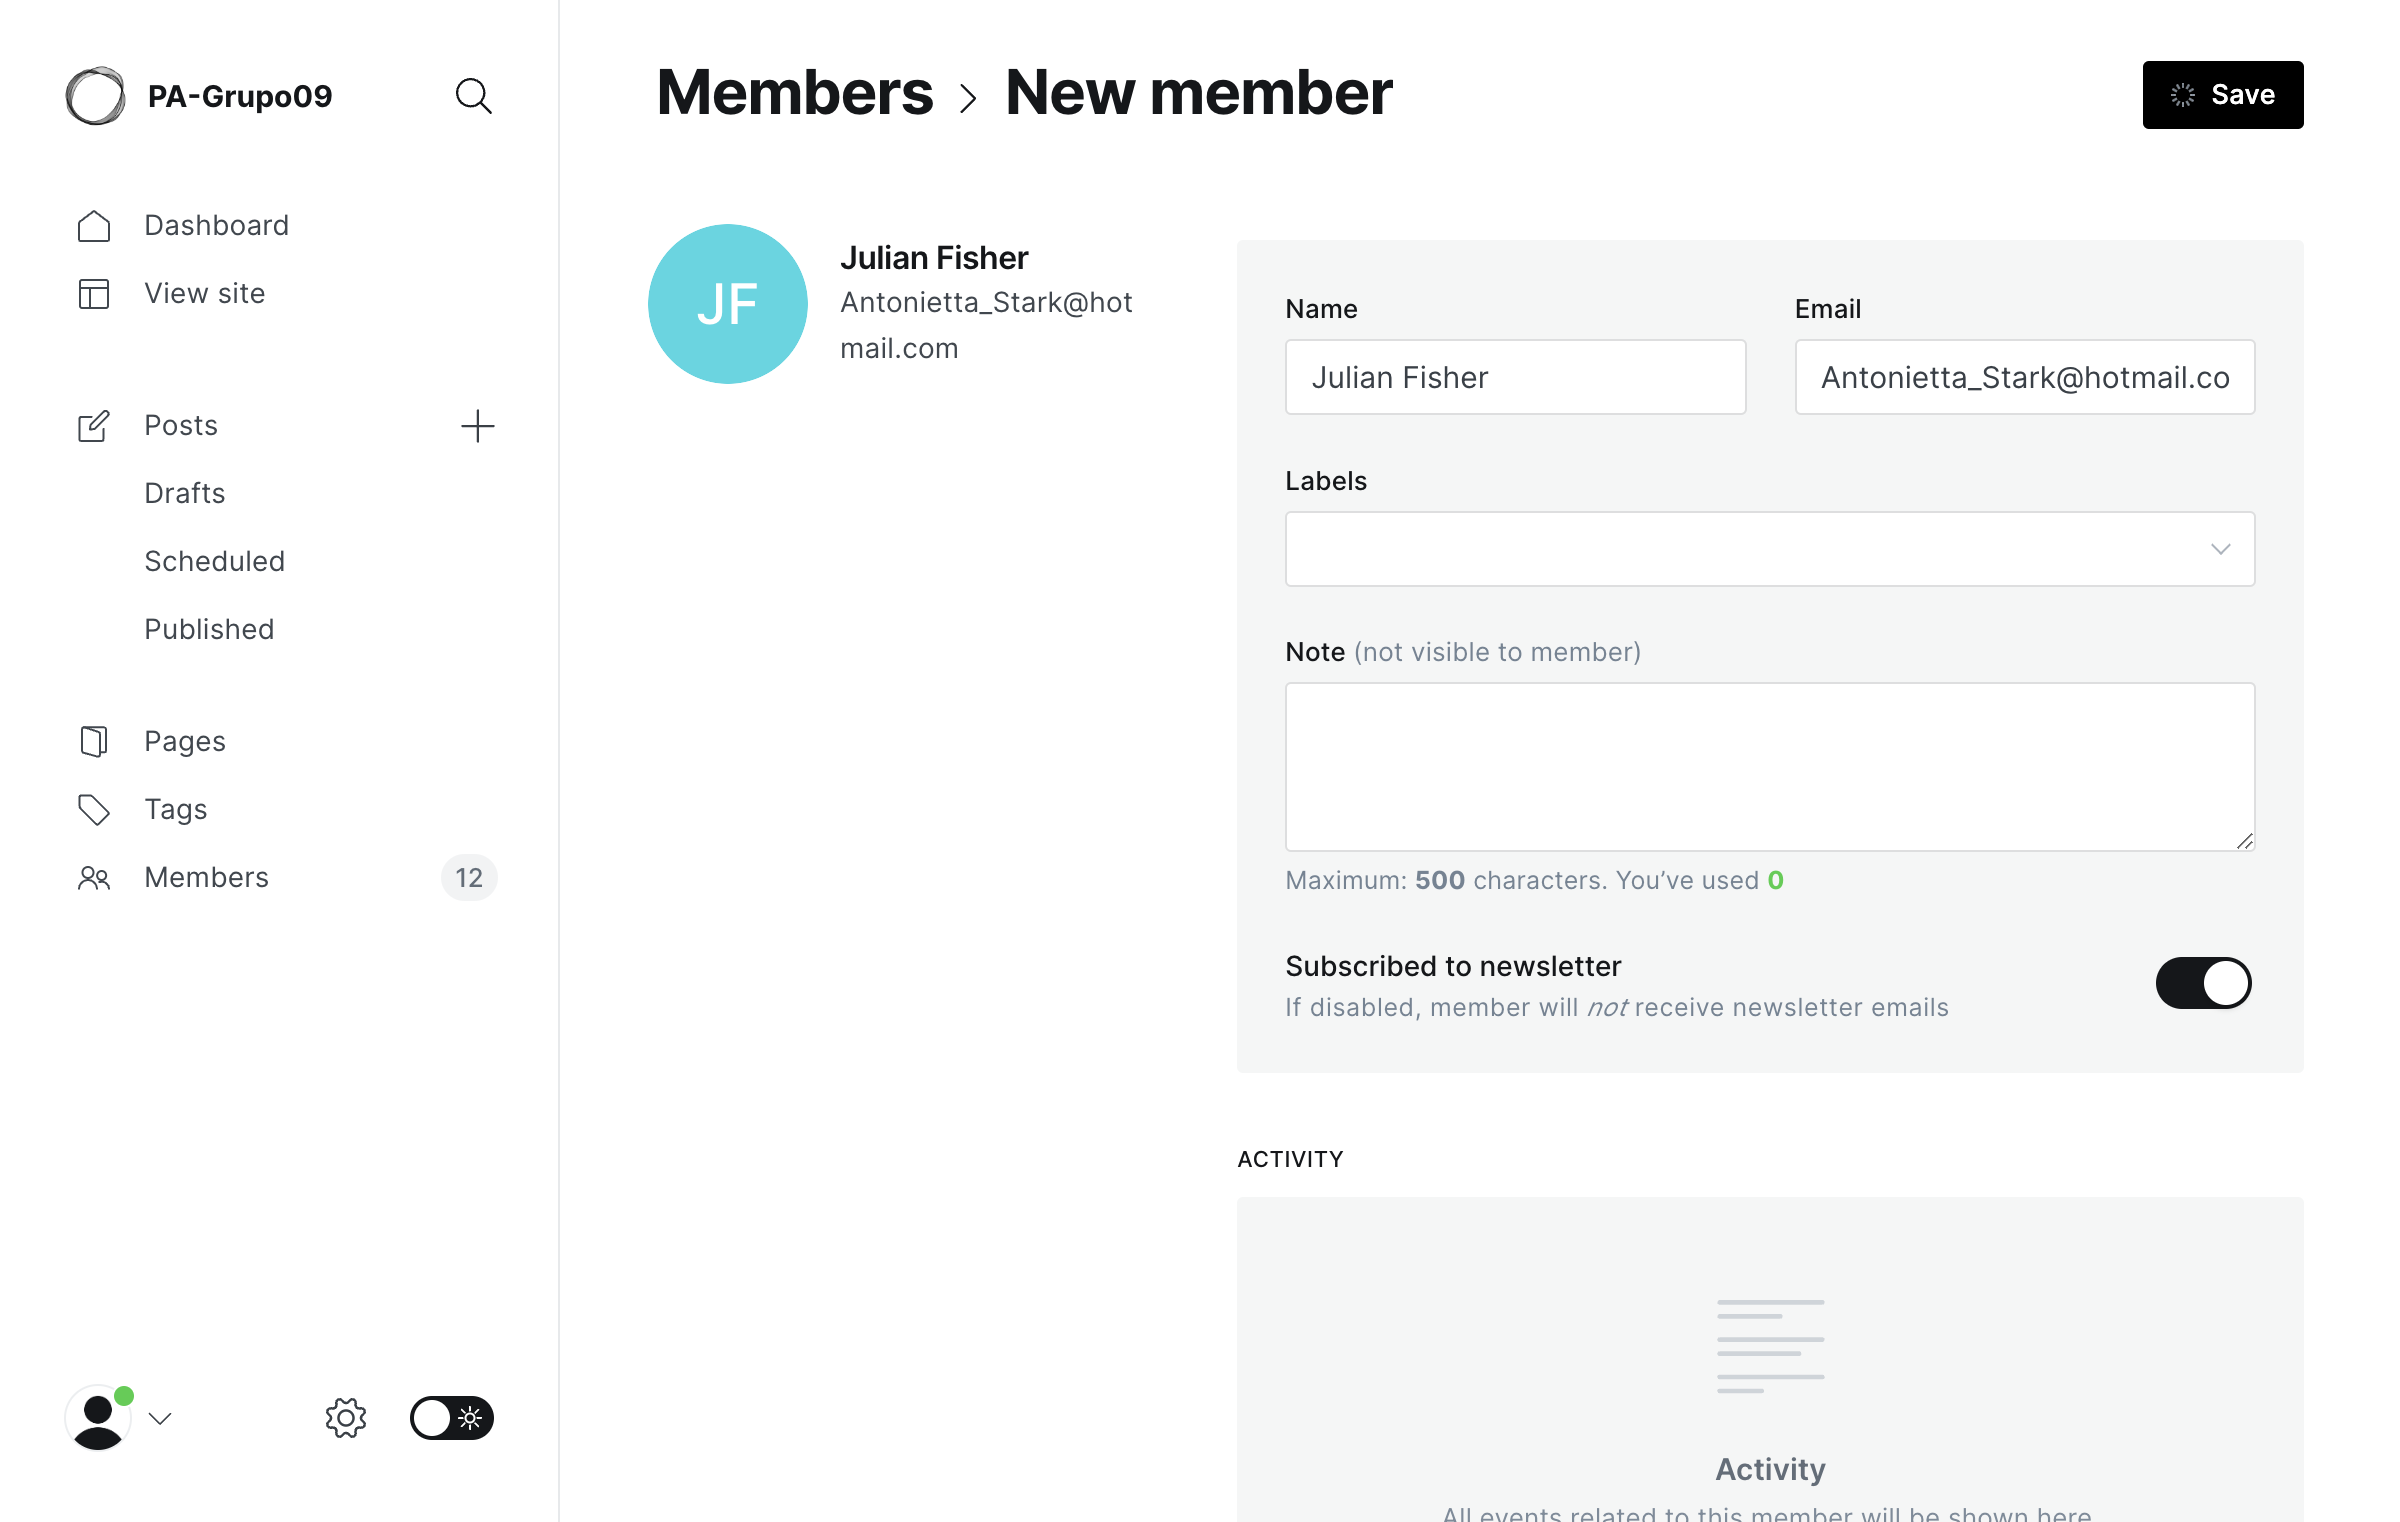 PA-Grupo09
Dashboard
View site
Posts
Drafts
Scheduled
Published
Pages
Tags
Members 12
Members > New member
Save
JF
Julian Fisher
Antonietta_Stark@hot
mail.com
Name
Julian Fisher
Email
Antonietta_Stark@hotmail.co
Labels
Note (not visible to member)
Maximum: 500 characters. You’ve used 0
Subscribed to newsletter
If disabled, member will not receive newsletter emails
ACTIVITY
Activity
All events related to this member will be shown here